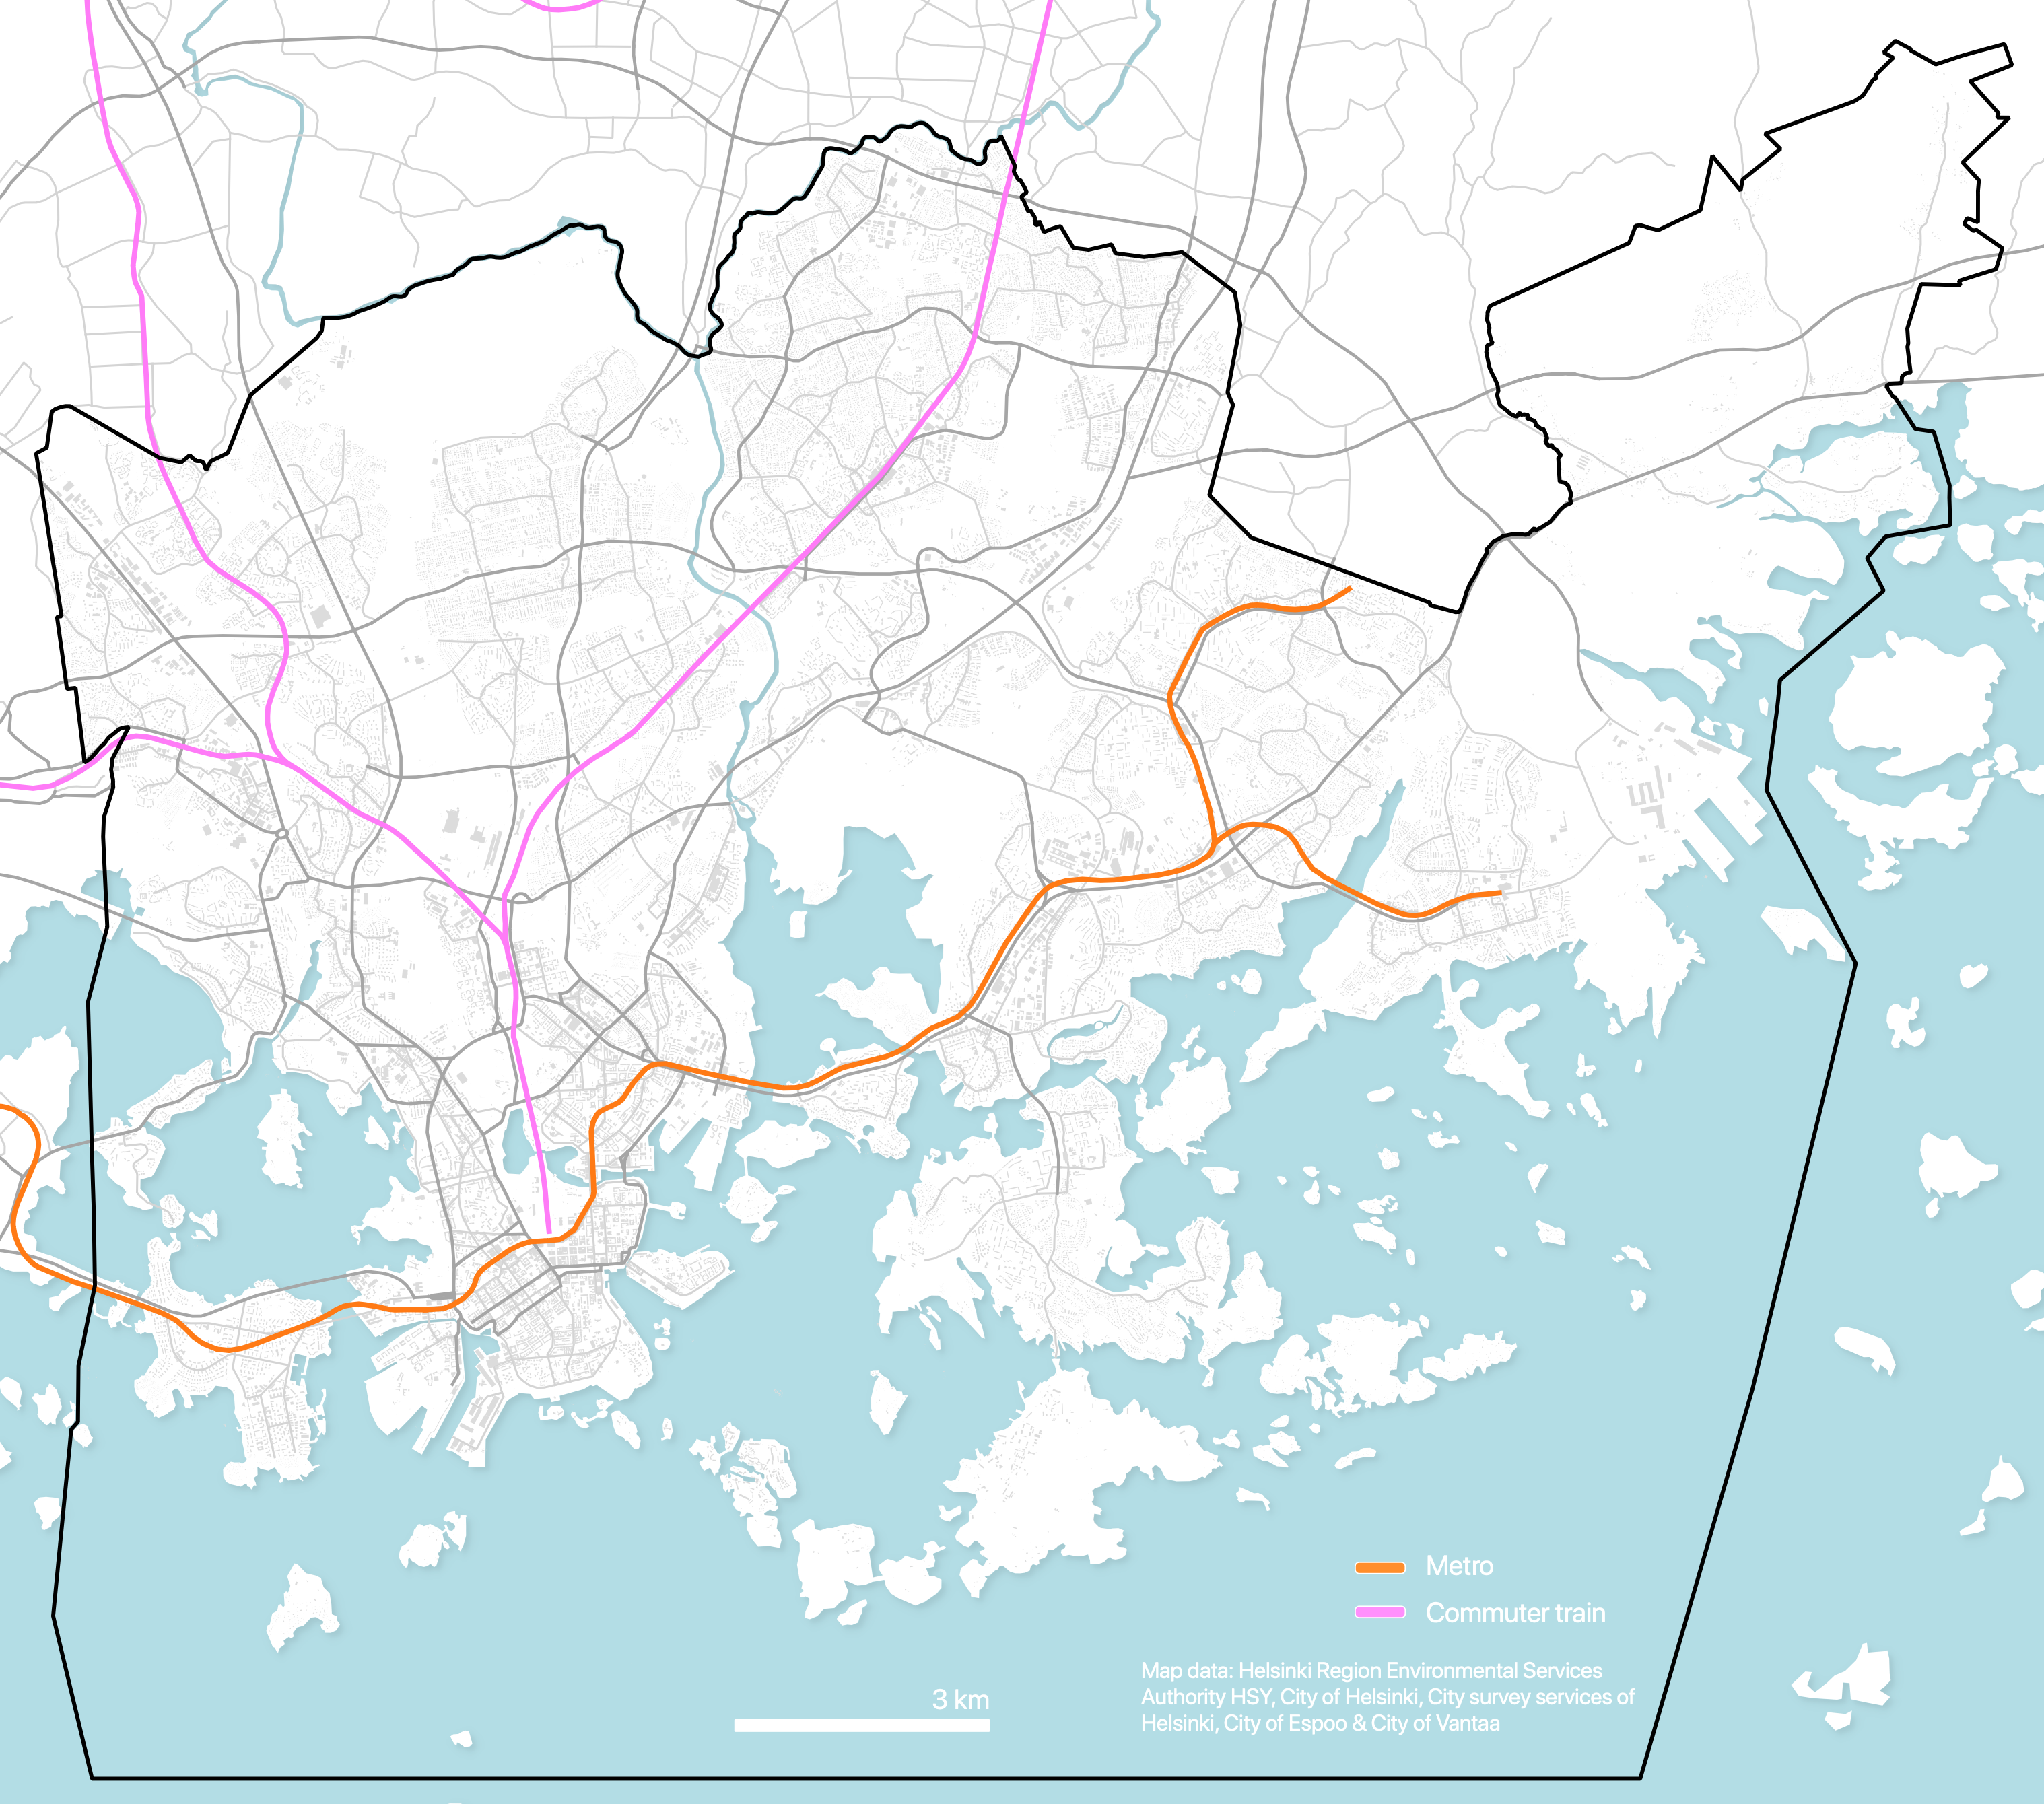 Metro
Commuter train
3 km
Map data: Helsinki Region Environmental Services
Authority HSY, City of Helsinki, City survey services of
Helsinki, City of Espoo & City of Vantaa